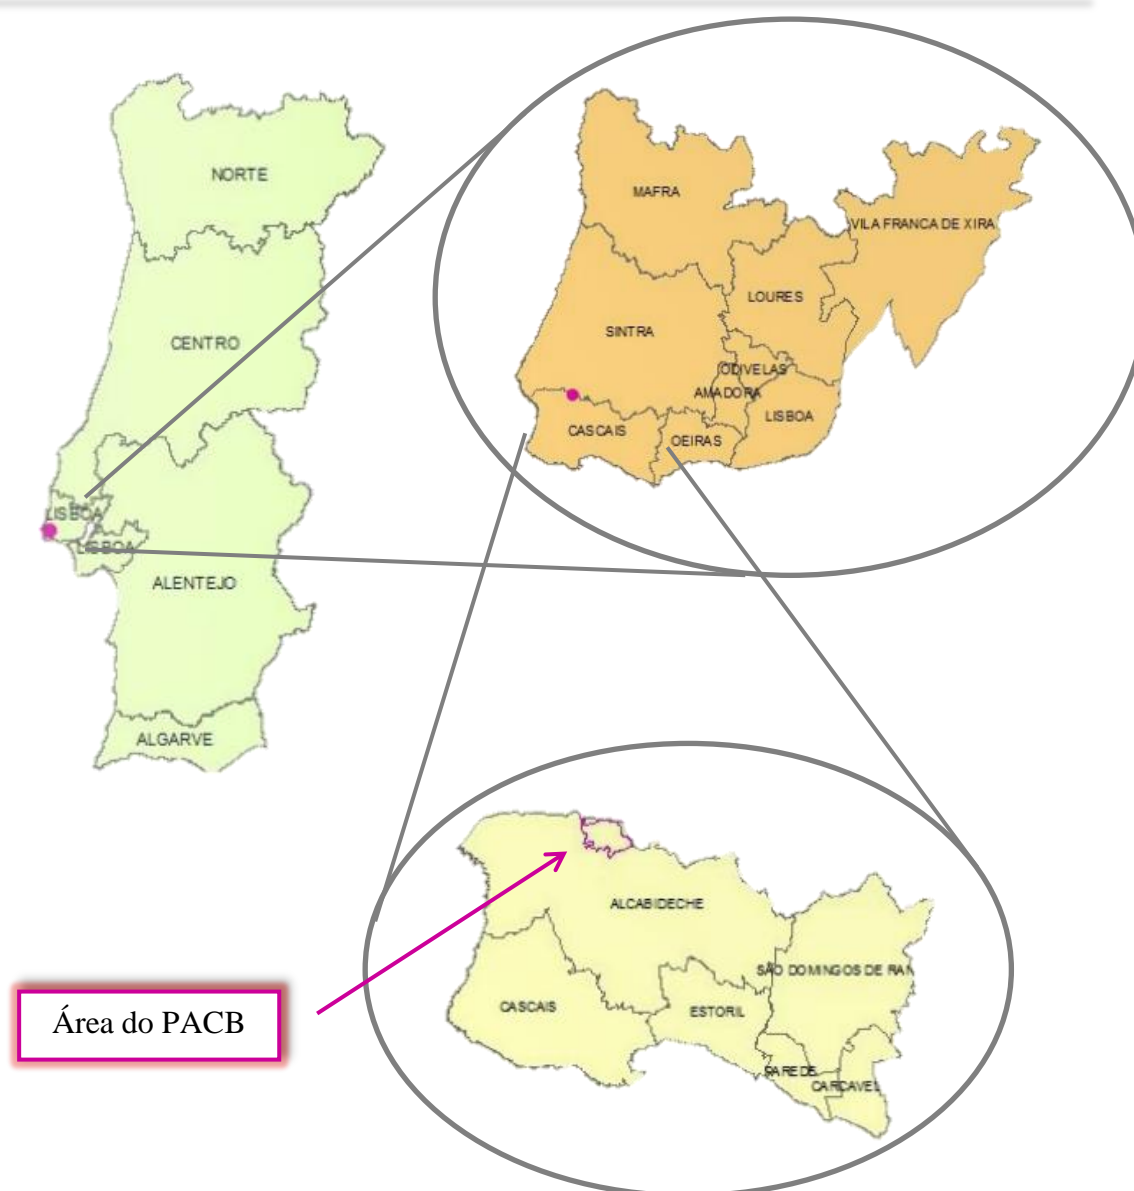 NORTE
CENTRO
LISBOA
LISBOA
ALENTEJO
ALGARVE
MAFRA
VILA FRANCA DE XIRA
LOURES
SINTRA
ODIVELAS
AMADORA
LISBOA
CASCAIS
OEIRAS
ALCABIDECHE
SÃO DOMINGOS DE RAN
CASCAIS
ESTORIL
PAREDE
CARCAVEL
Área do PACB